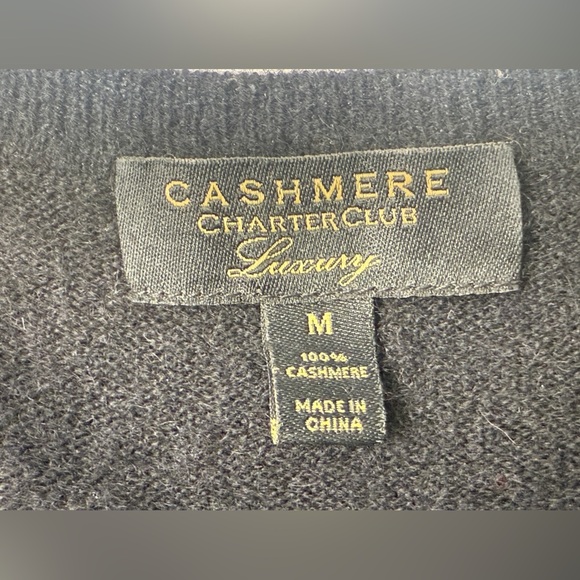 CASHMERE
CHARTER CLUB
Luxury
M
100%
CASHMERE
MADE IN
CHINA